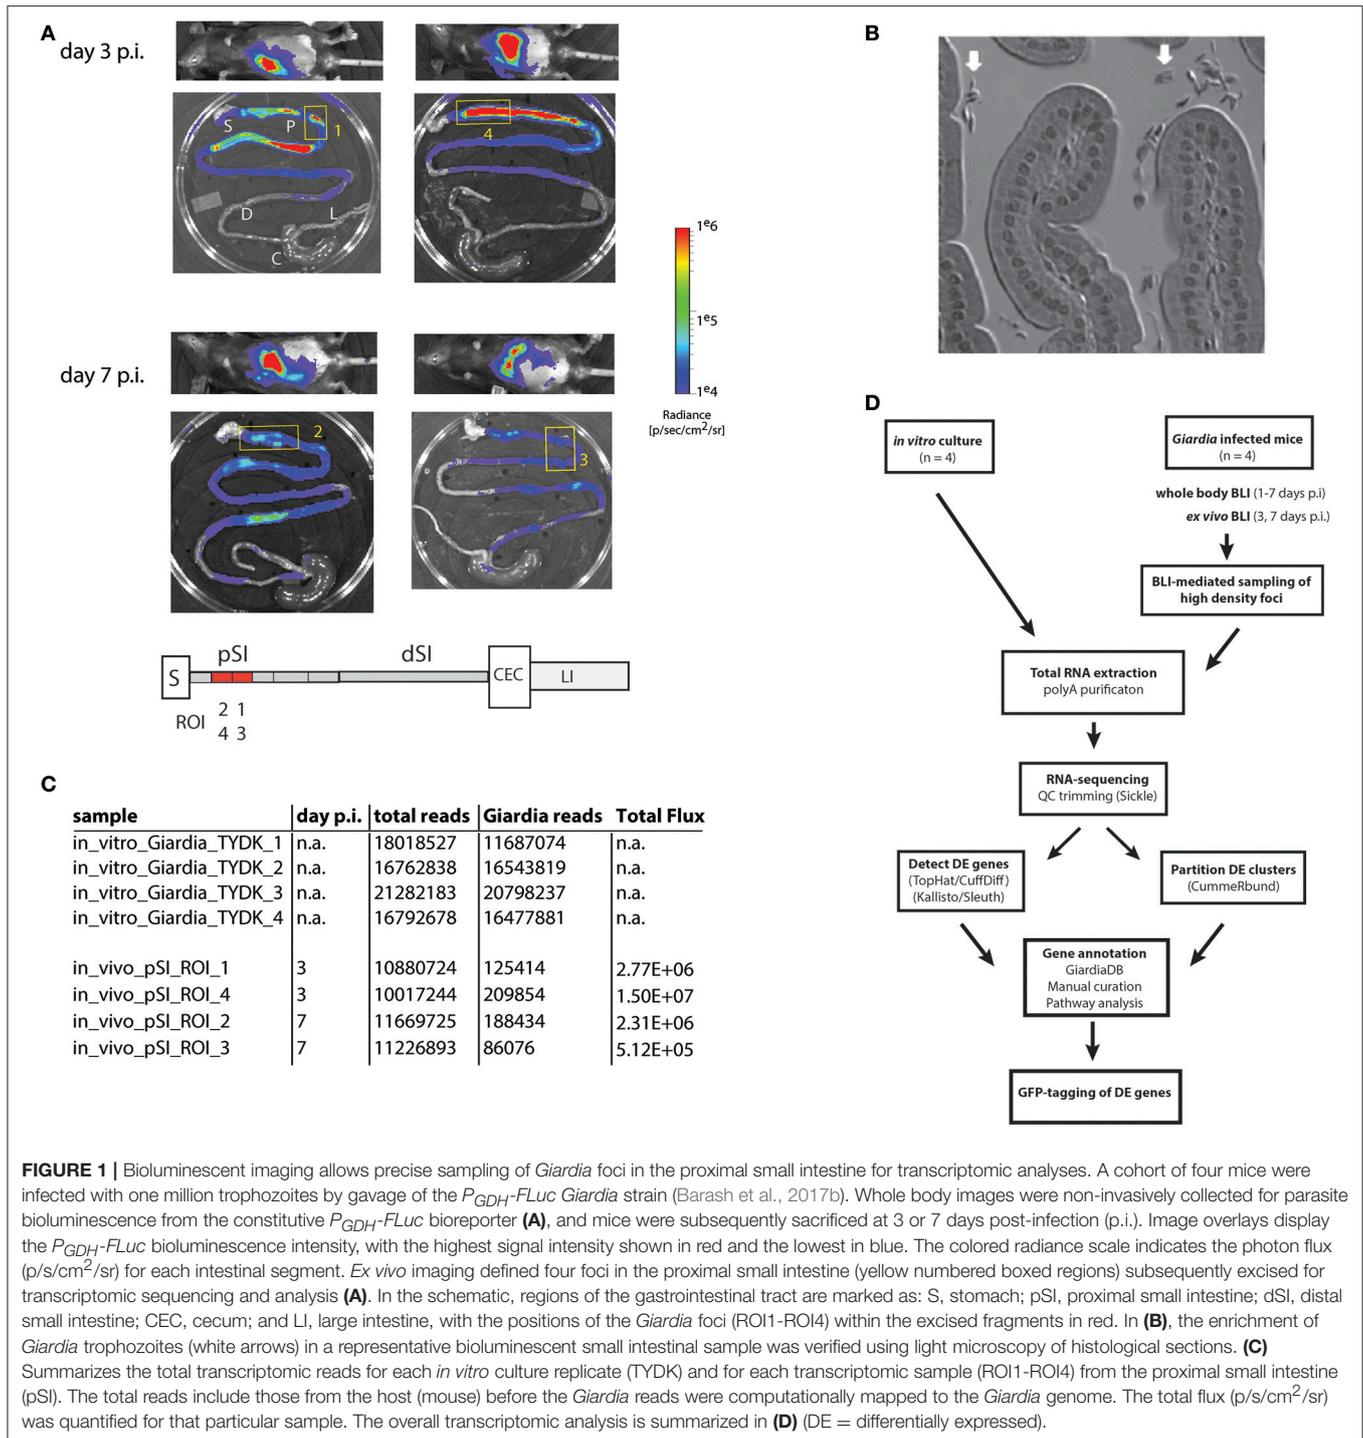 A
day 3 p.i.
S
P
1
4
D
L
C
1e6
1e5
1e4
Radiance
[p/sec/cm2/sr]
day 7 p.i.
2
3
pSI
dSI
S
CEC
LI
ROI
2 1
4 3
B
C
sample day p.i. total reads Giardia reads Total Flux
in_vitro_Giardia_TYDK_1 n.a. 18018527 11687074 n.a.
in_vitro_Giardia_TYDK_2 n.a. 16762838 16543819 n.a.
in_vitro_Giardia_TYDK_3 n.a. 21282183 20798237 n.a.
in_vitro_Giardia_TYDK_4 n.a. 16792678 16477881 n.a.
in_vivo_pSI_ROI_1 3 10880724 125414 2.77E+06
in_vivo_pSI_ROI_4 3 10017244 209854 1.50E+07
in_vivo_pSI_ROI_2 7 11669725 188434 2.31E+06
in_vivo_pSI_ROI_3 7 11226893 86076 5.12E+05
D
in vitro culture
(n = 4)
Giardia infected mice
(n = 4)
whole body BLI (1-7 days p.i)
ex vivo BLI (3, 7 days p.i.)
BLI-mediated sampling of
high density foci
Total RNA extraction
polyA purificaton
RNA-sequencing
QC trimming (Sickle)
Detect DE genes
(TopHat/CuffDiff)
(Kallisto/Sleuth)
Partition DE clusters
(CummeRbund)
Gene annotation
GiardiaDB
Manual curation
Pathway analysis
GFP-tagging of DE genes
FIGURE 1 | Bioluminescent imaging allows precise sampling of Giardia foci in the proximal small intestine for transcriptomic analyses. A cohort of four mice were
infected with one million trophozoites by gavage of the PGDH-FLuc Giardia strain (Barash et al., 2017b). Whole body images were non-invasively collected for parasite
bioluminescence from the constitutive PGDH-FLuc bioreporter (A), and mice were subsequently sacrificed at 3 or 7 days post-infection (p.i.). Image overlays display
the PGDH-FLuc bioluminescence intensity, with the highest signal intensity shown in red and the lowest in blue. The colored radiance scale indicates the photon flux
(p/s/cm2/sr) for each intestinal segment. Ex vivo imaging defined four foci in the proximal small intestine (yellow numbered boxed regions) subsequently excised for
transcriptomic sequencing and analysis (A). In the schematic, regions of the gastrointestinal tract are marked as: S, stomach; pSI, proximal small intestine; dSI, distal
small intestine; CEC, cecum; and LI, large intestine, with the positions of the Giardia foci (ROI1-ROI4) within the excised fragments in red. In (B), the enrichment of
Giardia trophozoites (white arrows) in a representative bioluminescent small intestinal sample was verified using light microscopy of histological sections. (C)
Summarizes the total transcriptomic reads for each in vitro culture replicate (TYDK) and for each transcriptomic sample (ROI1-ROI4) from the proximal small intestine
(pSI). The total reads include those from the host (mouse) before the Giardia reads were computationally mapped to the Giardia genome. The total flux (p/s/cm2/sr)
was quantified for that particular sample. The overall transcriptomic analysis is summarized in (D) (DE = differentially expressed).